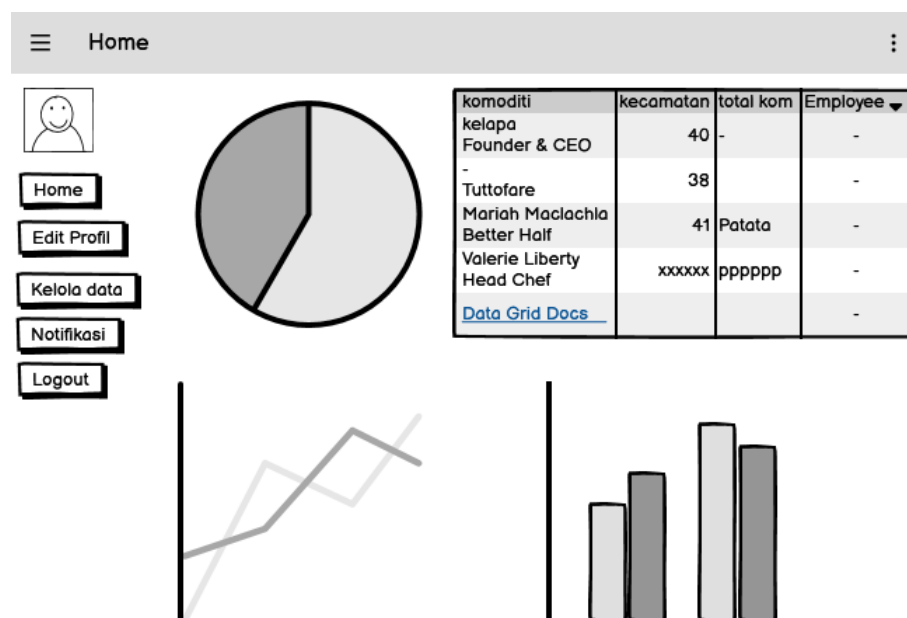 Home
Home
Edit Profil
Kelola data
Notifikasi
Logout
komoditi kecamatan total kom Employee
kelapa
Founder & CEO 40 - -
-
Tuttofare 38 -
Mariah Maclachla
Better Half 41 Patata -
Valerie Liberty
Head Chef xxxxxx pppppp -
Data Grid Docs -